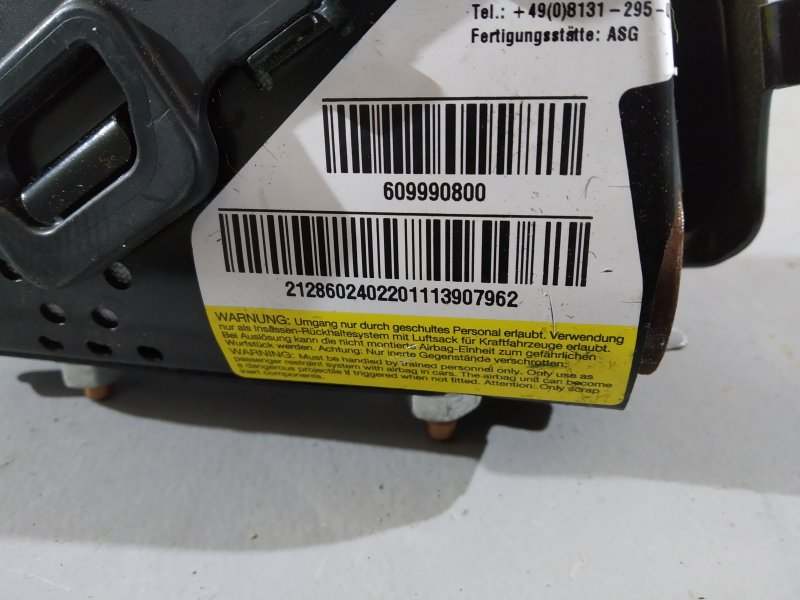 Tel.: +49(0)8131-295-
Fertigungsstätte: ASG
609990800
2128602402201113907962
WARNUNG: Umgang nur durch geschultes Personal erlaubt. Verwendung
nur als Insassen-Rückhaltesystem mit Luftsack für Kraftfahrzeuge erlaubt.
Bei Auslösung kann die nicht montierte Airbag-Einheit zum gefährlichen
Wurfstück werden. Achtung: Nur inerte Gegenstände verschrotten.
WARNING: Must be handled by trained personnel only. Only use as
passenger restraint system with airbag in cars. The airbag unit can become
a dangerous projectile if triggered when not fitted. Attention: Only scrap
inert components.